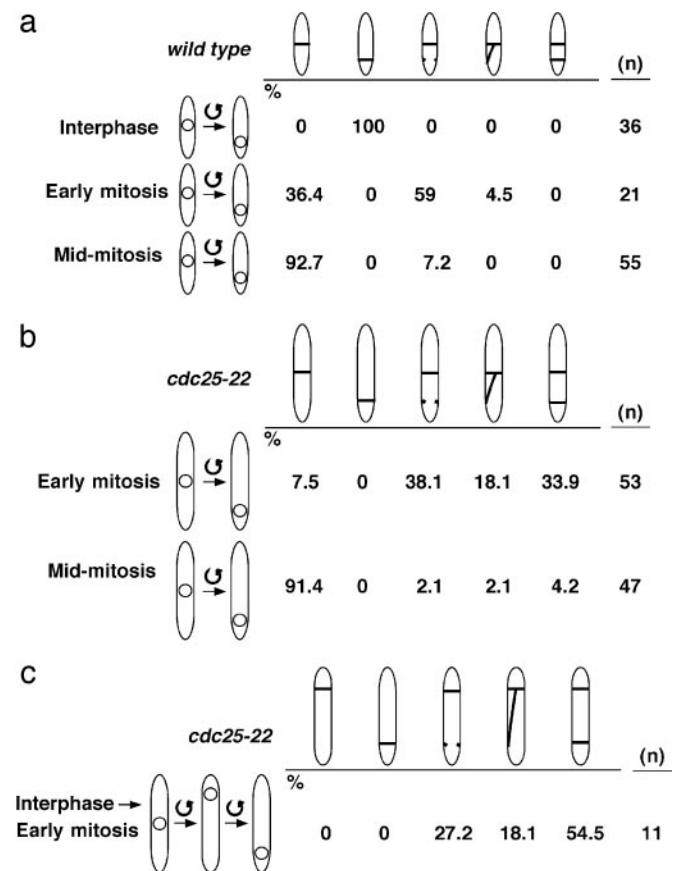 a
wild type (n)
%
Interphase 0 100 0 0 0 36
Early mitosis 36.4 0 59 4.5 0 21
Mid-mitosis 92.7 0 7.2 0 0 55
b
cdc25-22 (n)
%
Early mitosis 7.5 0 38.1 18.1 33.9 53
Mid-mitosis 91.4 0 2.1 2.1 4.2 47
c
cdc25-22 (n)
%
Interphase
Early mitosis 0 0 27.2 18.1 54.5 11